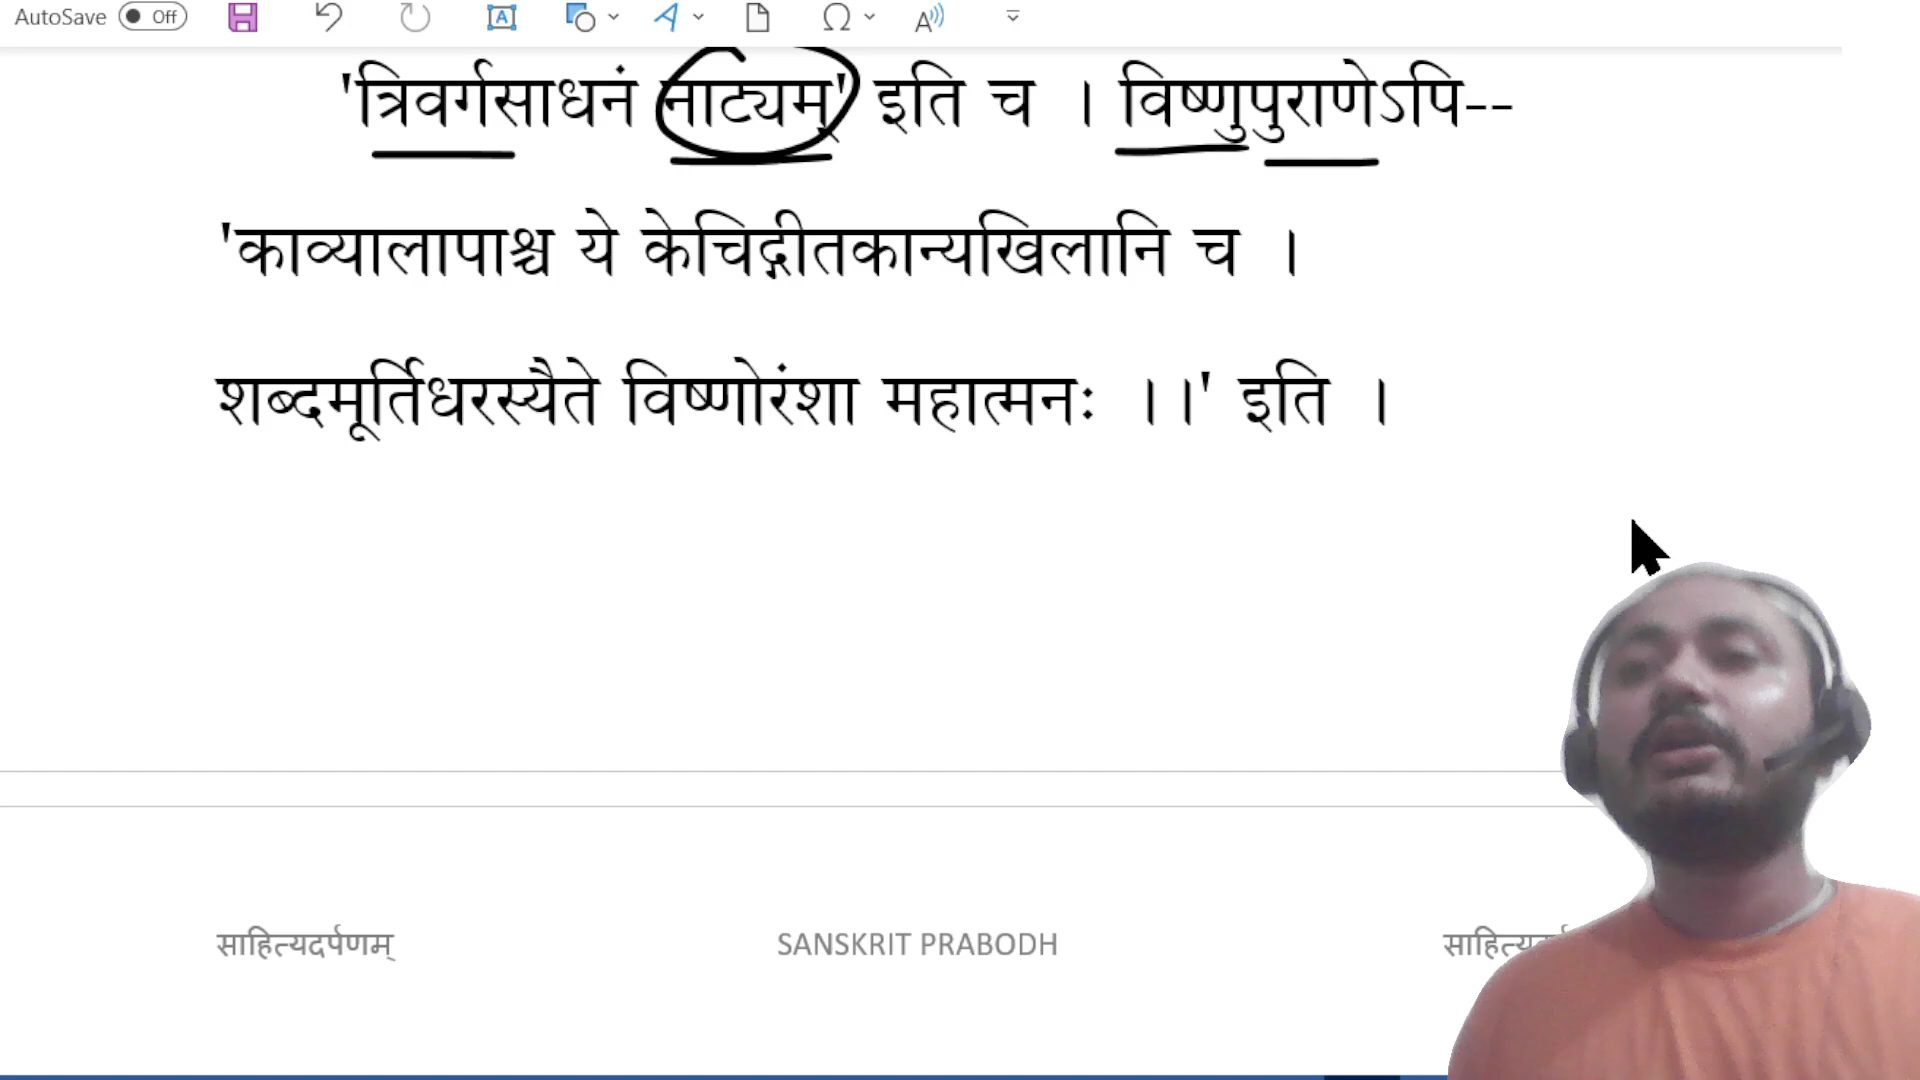 AutoSave Off
'त्रिवर्गसाधनं नाट्यम्' इति च । विष्णुपुराणेऽपि--
'काव्यालापाश्च ये केचिद्गीतकान्यखिलानि च ।
शब्दमूर्तिधरस्यैते विष्णोरंशा महात्मनः ।।' इति ।
साहित्यदर्पणम् SANSKRIT PRABODH